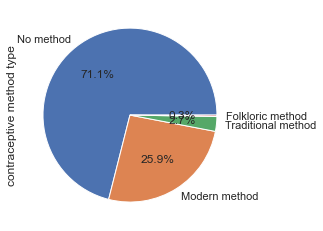 No method
71.1%
contraceptive method type
0.3%
Folkloric method
2.7%
Traditional method
25.9%
Modern method